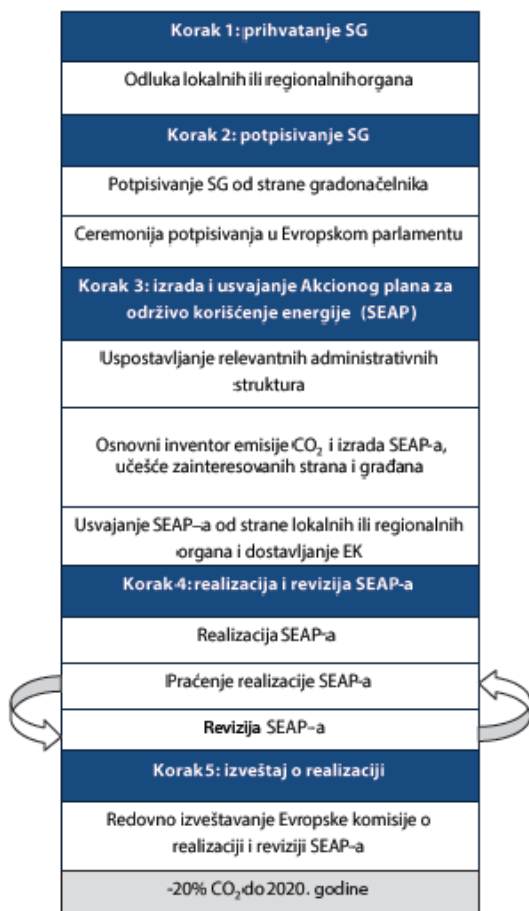 Korak 1: prihvatanje SG
Odluka lokalnih ili regionalnih organa
Korak 2: potpisivanje SG
Potpisivanje SG od strane gradonačelnika
Ceremonija potpisivanja u Evropskom parlamentu
Korak 3: izrada i usvajanje Akcionog plana za
održivo korišćenje energije (SEAP)
Uspostavljanje relevantnih administrativnih
struktura
Osnovni inventor emisije CO₂ i izrada SEAP-a,
učešće zainteresovanih strana i građana
Usvajanje SEAP–a od strane lokalnih ili regionalnih
organa i dostavljanje EK
Korak 4: realizacija i revizija SEAP-a
Realizacija SEAP-a
Praćenje realizacije SEAP-a
Revizija SEAP–a
Korak 5: izveštaj o realizaciji
Redovno izveštavanje Evropske komisije o
realizaciji i reviziji SEAP-a
-20% CO₂ do 2020. godine